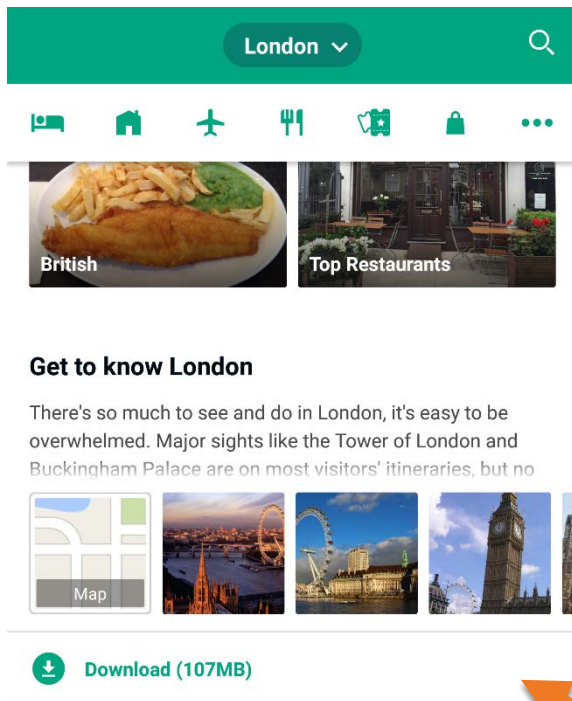 London
British
Top Restaurants
Get to know London
There's so much to see and do in London, it's easy to be
overwhelmed. Major sights like the Tower of London and
Buckingham Palace are on most visitors' itineraries, but no
Map
Download (107MB)